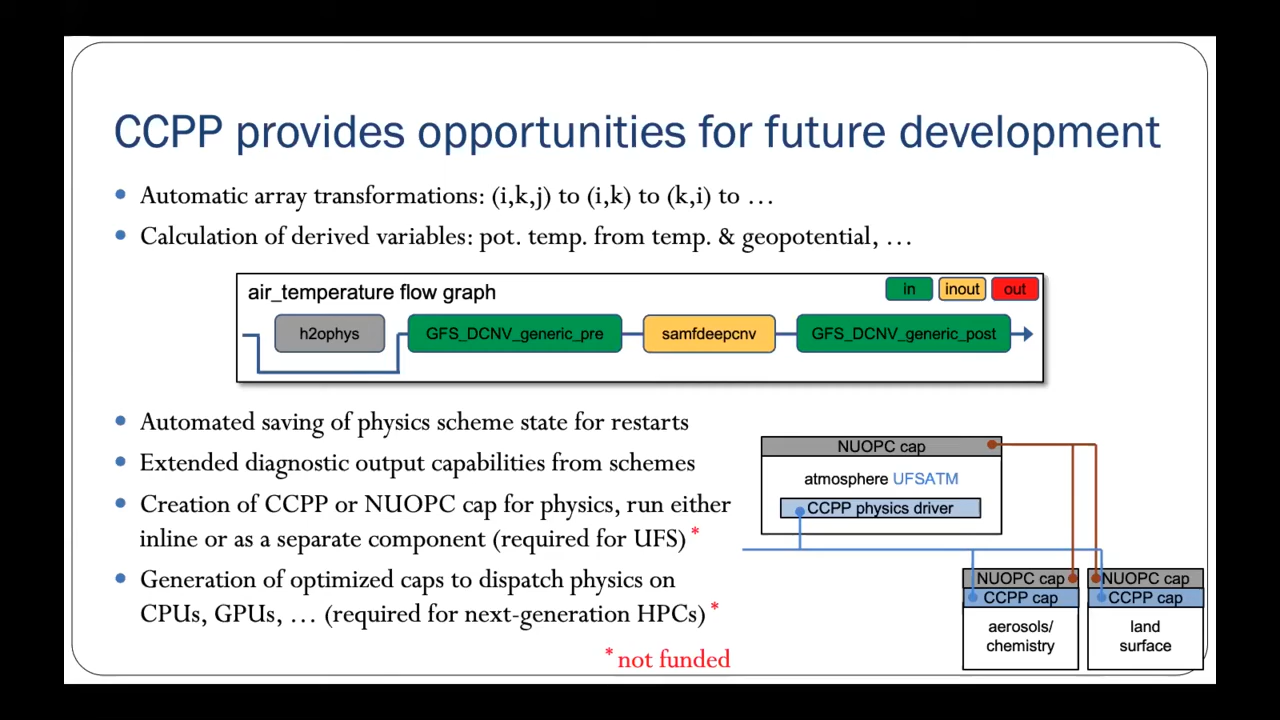 CCPP provides opportunities for future development
• Automatic array transformations: (i,k,j) to (i,k) to (k,i) to …
• Calculation of derived variables: pot. temp. from temp. & geopotential, …
air_temperature flow graph
in inout out
h2ophys GFS_DCNV_generic_pre samfdeepcnv GFS_DCNV_generic_post
• Automated saving of physics scheme state for restarts
• Extended diagnostic output capabilities from schemes
• Creation of CCPP or NUOPC cap for physics, run either
inline or as a separate component (required for UFS) *
• Generation of optimized caps to dispatch physics on
CPUs, GPUs, … (required for next-generation HPCs) *
* not funded
NUOPC cap
atmosphere UFSATM
CCPP physics driver
NUOPC cap
CCPP cap
aerosols/
chemistry
NUOPC cap
CCPP cap
land
surface